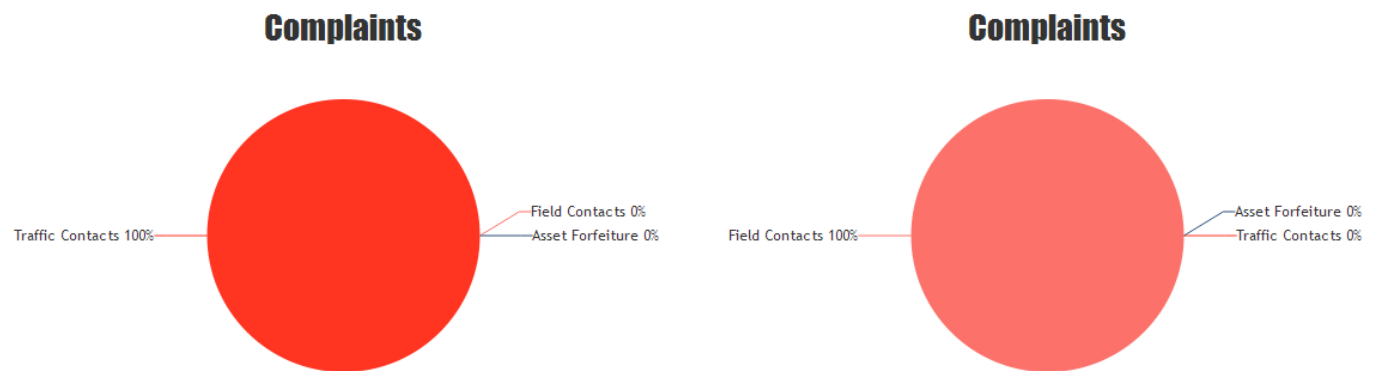 Complaints
Field Contacts 0%
Traffic Contacts 100%
Asset Forfeiture 0%
Complaints
Asset Forfeiture 0%
Field Contacts 100%
Traffic Contacts 0%